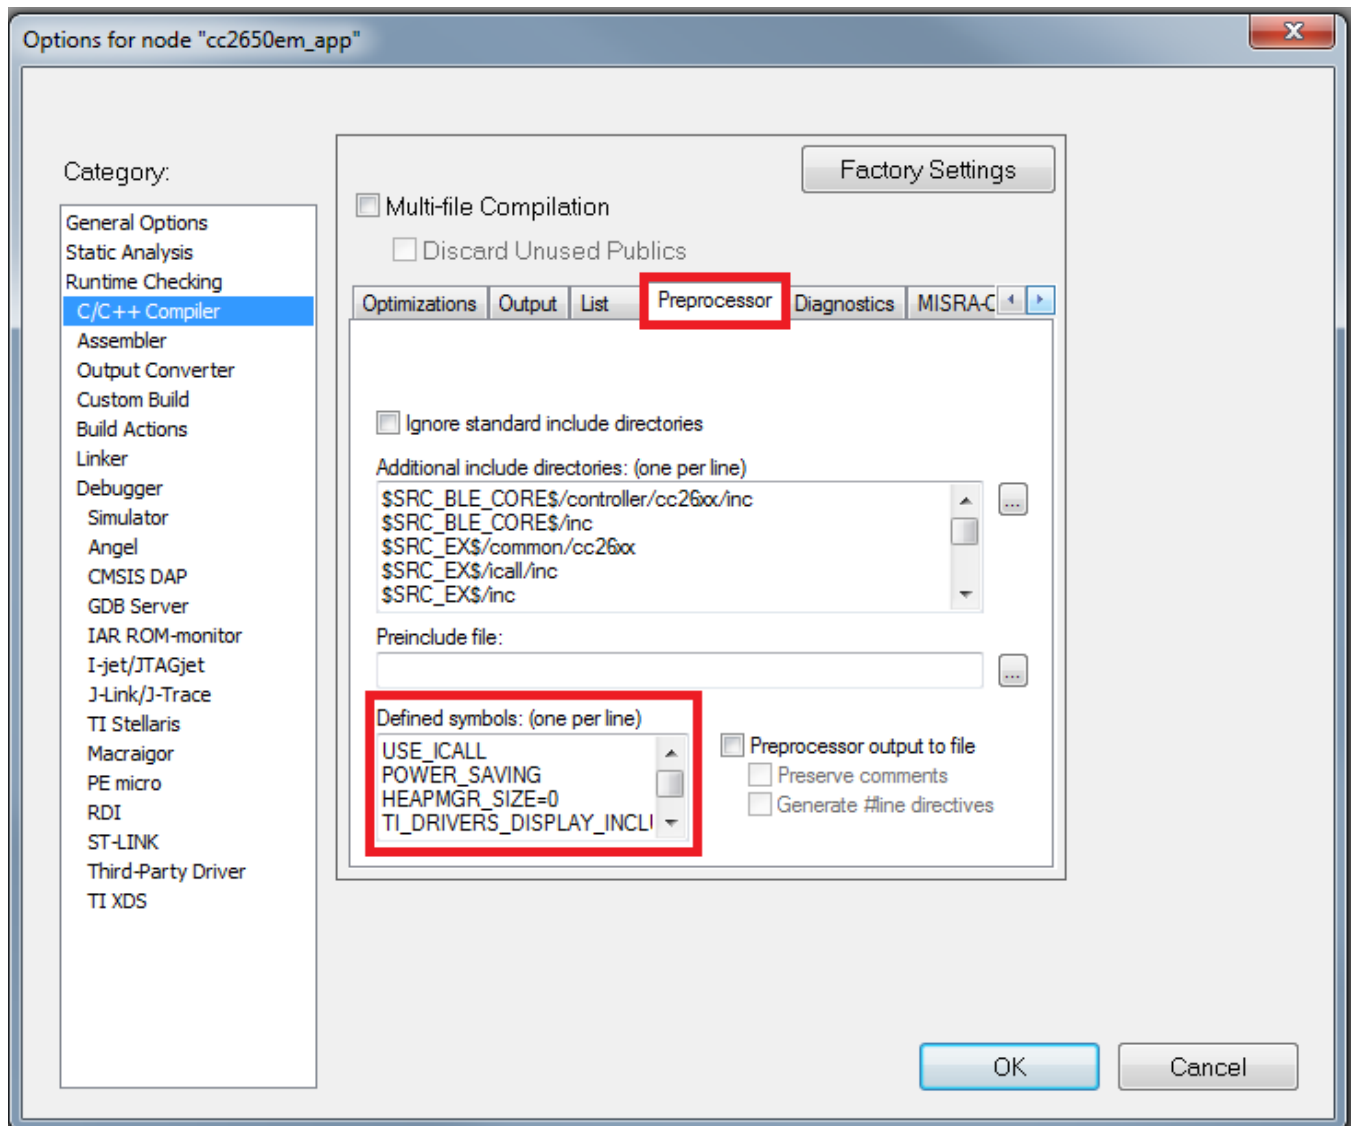 Options for node "cc2650em_app"
x
Category:
General Options
Static Analysis
Runtime Checking
C/C++ Compiler
Assembler
Output Converter
Custom Build
Build Actions
Linker
Debugger
Simulator
Angel
CMSIS DAP
GDB Server
IAR ROM-monitor
I-jet/JTAGjet
J-Link/J-Trace
TI Stellaris
Macraigor
PE micro
RDI
ST-LINK
Third-Party Driver
TI XDS
Factory Settings
Multi-file Compilation
Discard Unused Publics
Optimizations Output List Preprocessor Diagnostics MISRA-C
Ignore standard include directories
Additional include directories: (one per line)
$SRC_BLE_CORE$/controller/cc26xx/inc
$SRC_BLE_CORE$/inc
$SRC_EX$/common/cc26xx
$SRC_EX$/icall/inc
$SRC_EX$/inc
...
Preinclude file:
...
Defined symbols: (one per line)
USE_ICALL
POWER_SAVING
HEAPMGR_SIZE=0
TI_DRIVERS_DISPLAY_INCLU
Preprocessor output to file
Preserve comments
Generate #line directives
OK Cancel